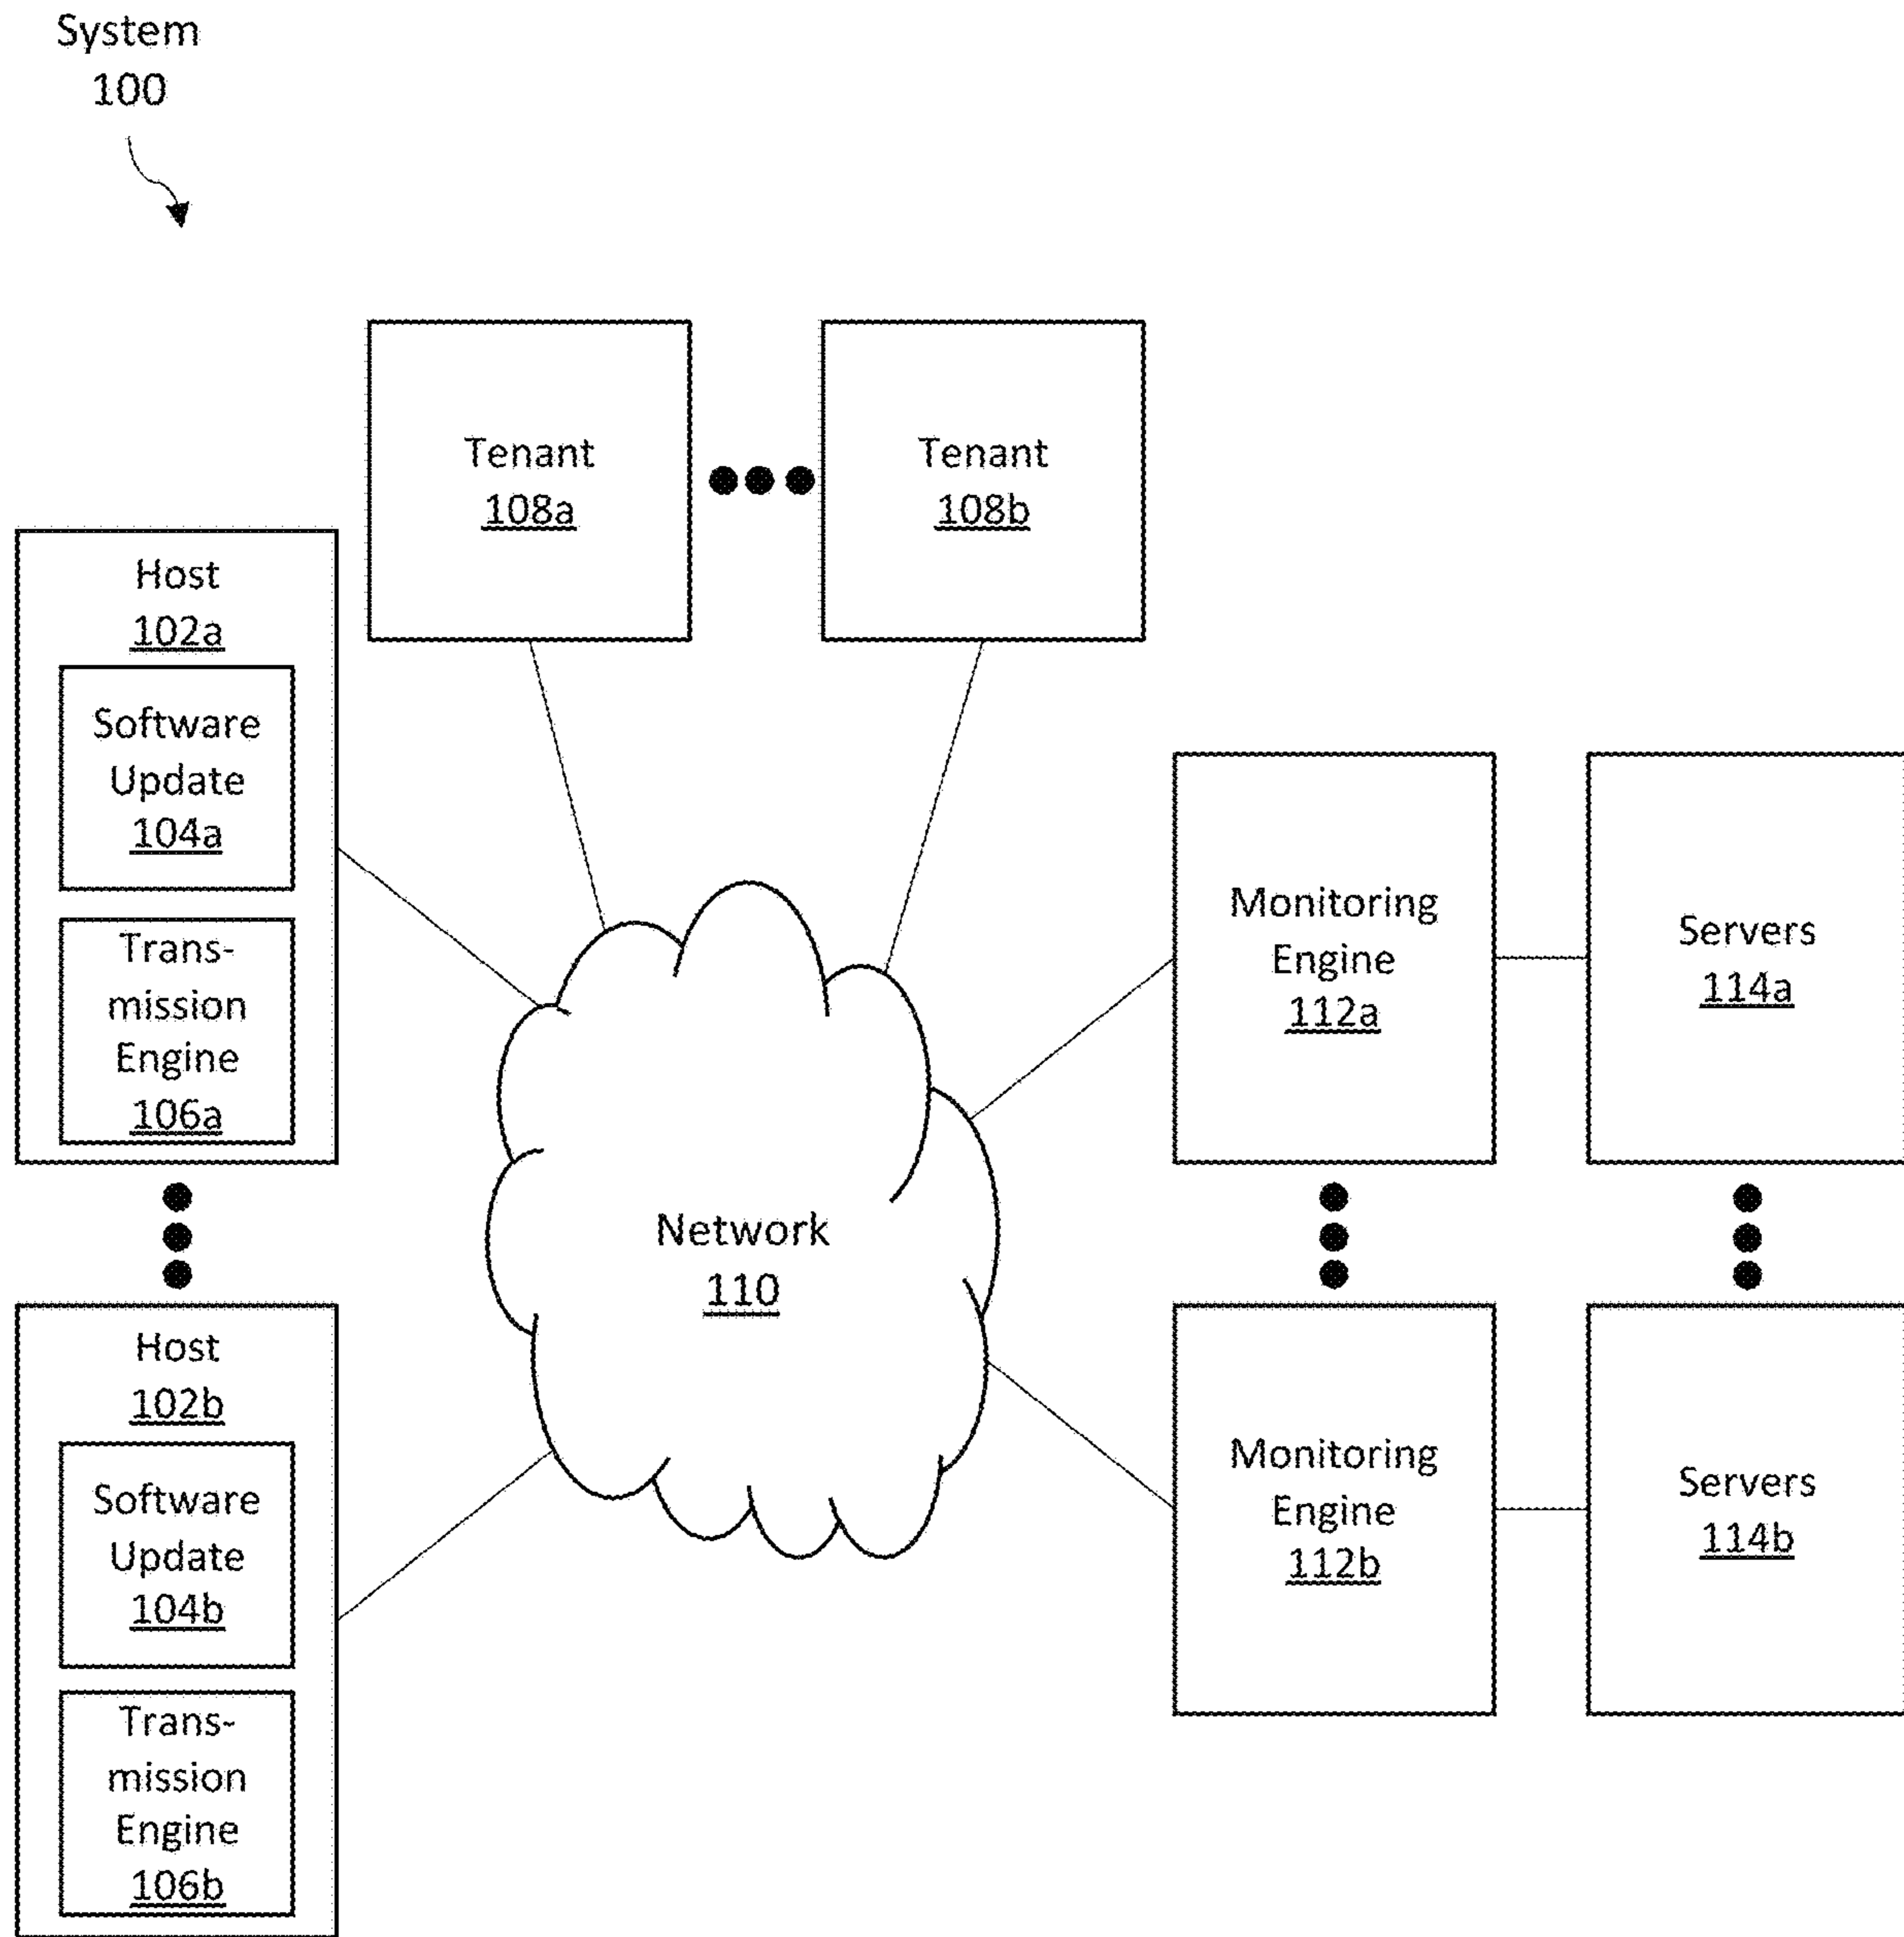 System
100
Tenant
108a
Tenant
108b
Host
102a
Software
Update
104a
Trans-
mission
Engine
106a
Monitoring
Engine
112a
Servers
114a
Network
110
Host
102b
Software
Update
104b
Trans-
mission
Engine
106b
Monitoring
Engine
112b
Servers
114b